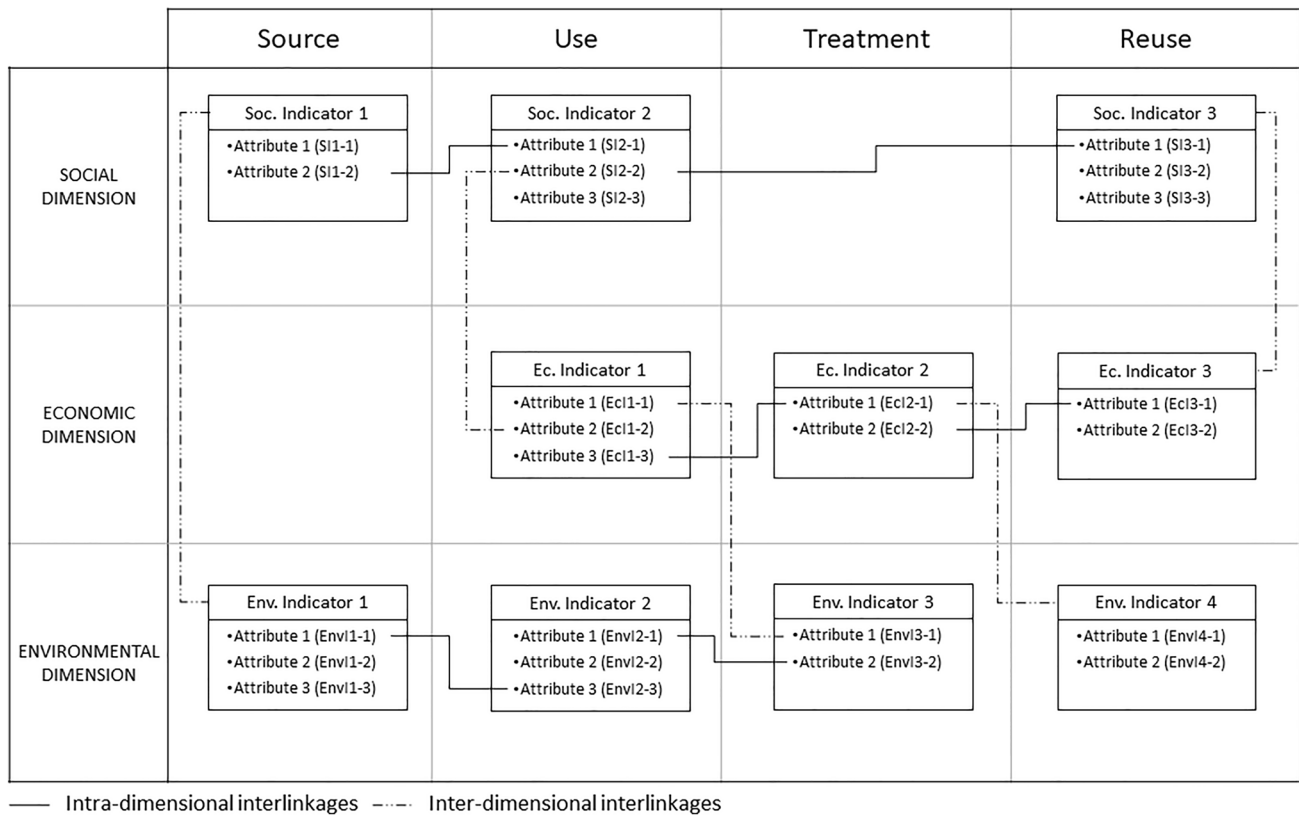 Source Use Treatment Reuse
SOCIAL
DIMENSION
Soc. Indicator 1
•Attribute 1 (SI1-1)
•Attribute 2 (SI1-2)
Soc. Indicator 2
•Attribute 1 (SI2-1)
•Attribute 2 (SI2-2)
•Attribute 3 (SI2-3)
Soc. Indicator 3
•Attribute 1 (SI3-1)
•Attribute 2 (SI3-2)
•Attribute 3 (SI3-3)
ECONOMIC
DIMENSION
Ec. Indicator 1
•Attribute 1 (EcI1-1)
•Attribute 2 (EcI1-2)
•Attribute 3 (EcI1-3)
Ec. Indicator 2
•Attribute 1 (EcI2-1)
•Attribute 2 (EcI2-2)
Ec. Indicator 3
•Attribute 1 (EcI3-1)
•Attribute 2 (EcI3-2)
ENVIRONMENTAL
DIMENSION
Env. Indicator 1
•Attribute 1 (EnvI1-1)
•Attribute 2 (EnvI1-2)
•Attribute 3 (EnvI1-3)
Env. Indicator 2
•Attribute 1 (EnvI2-1)
•Attribute 2 (EnvI2-2)
•Attribute 3 (EnvI2-3)
Env. Indicator 3
•Attribute 1 (EnvI3-1)
•Attribute 2 (EnvI3-2)
Env. Indicator 4
•Attribute 1 (EnvI4-1)
•Attribute 2 (EnvI4-2)
Intra-dimensional interlinkages Inter-dimensional interlinkages